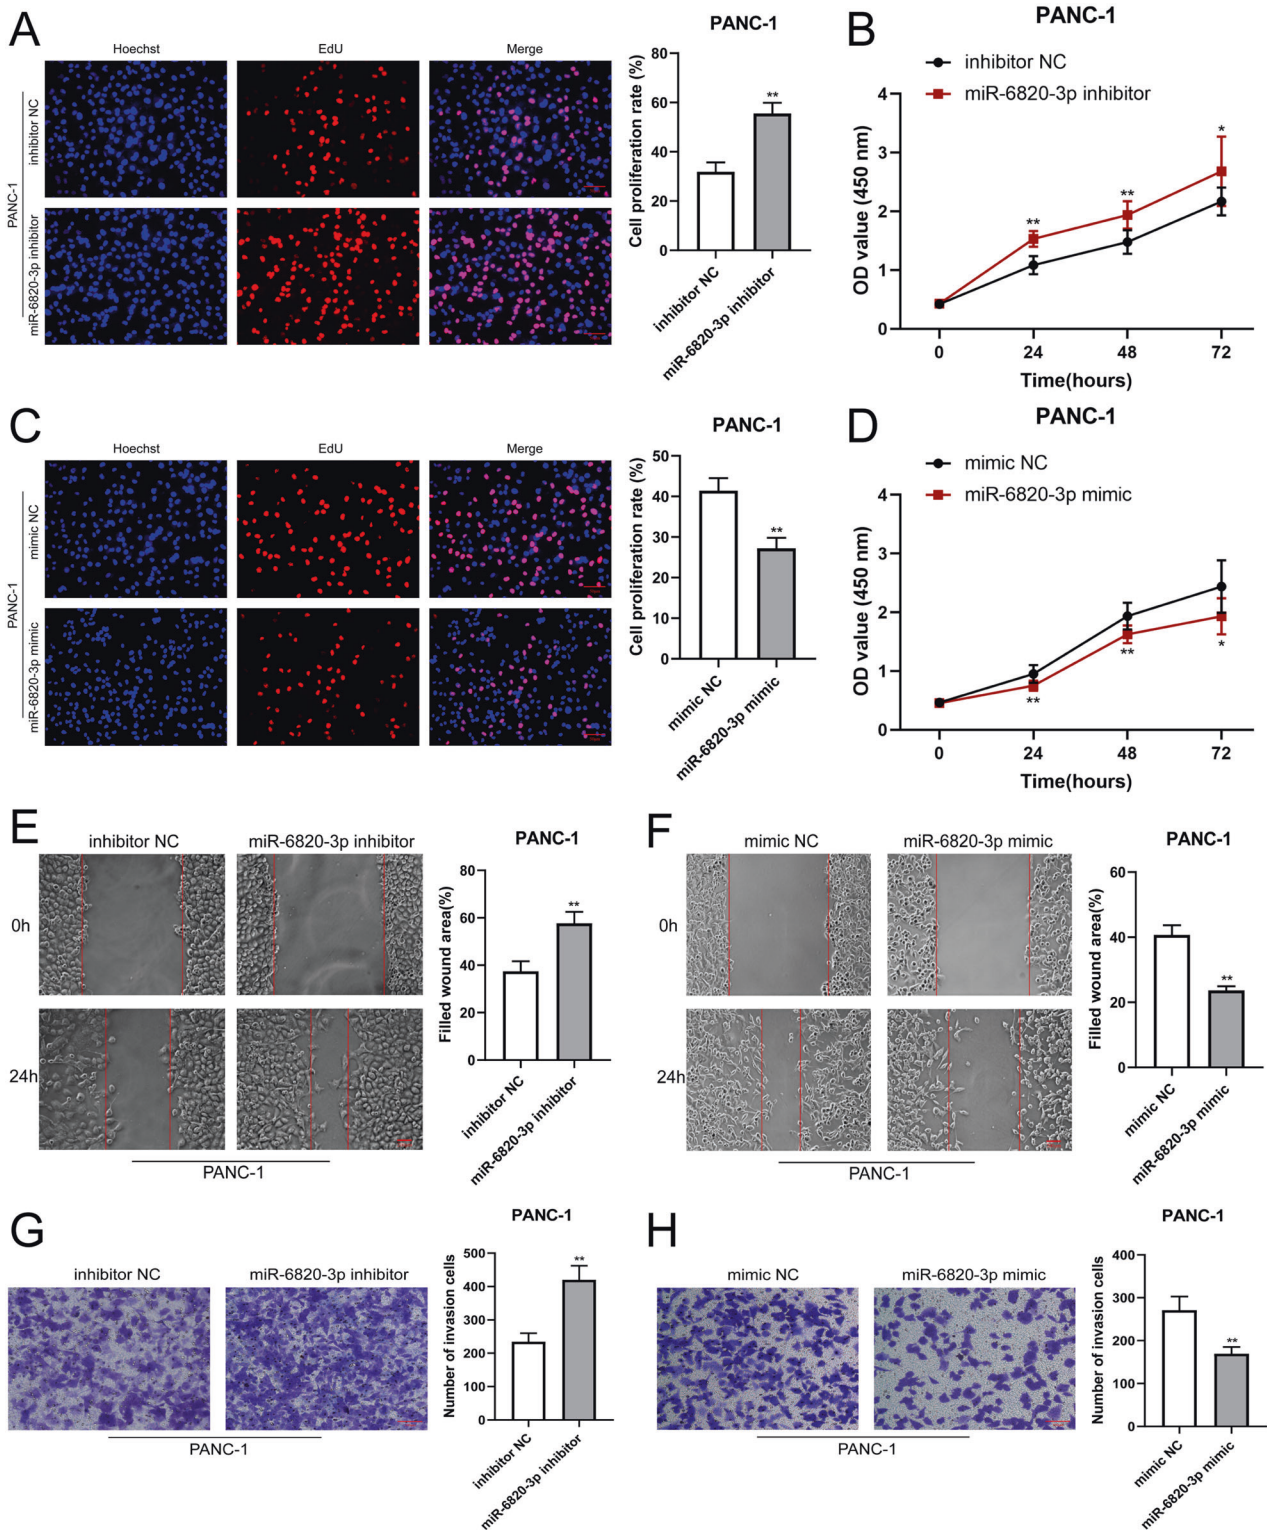 A
Hoechst
EdU
Merge
PANC-1
inhibitor NC
miR-6820-3p inhibitor
PANC-1
Cell proliferation rate (%)
80
60
40
20
0
**
inhibitor NC
miR-6820-3p inhibitor
B
PANC-1
inhibitor NC
miR-6820-3p inhibitor
OD value (450 nm)
4
3
2
1
0
**
**
*
0
24
48
72
Time(hours)
C
Hoechst
EdU
Merge
PANC-1
mimic NC
miR-6820-3p mimic
PANC-1
Cell proliferation rate (%)
50
40
30
20
10
0
**
mimic NC
miR-6820-3p mimic
D
PANC-1
mimic NC
miR-6820-3p mimic
OD value (450 nm)
4
3
2
1
0
**
**
*
0
24
48
72
Time(hours)
E
inhibitor NC
miR-6820-3p inhibitor
0h
24h
PANC-1
PANC-1
Filled wound area(%)
80
60
40
20
0
**
inhibitor NC
miR-6820-3p inhibitor
F
mimic NC
miR-6820-3p mimic
0h
24h
PANC-1
PANC-1
Filled wound area(%)
60
40
20
0
**
mimic NC
miR-6820-3p mimic
G
inhibitor NC
miR-6820-3p inhibitor
PANC-1
PANC-1
Number of invasion cells
500
400
300
200
100
0
**
inhibitor NC
miR-6820-3p inhibitor
H
mimic NC
miR-6820-3p mimic
PANC-1
PANC-1
Number of invasion cells
400
300
200
100
0
**
mimic NC
miR-6820-3p mimic